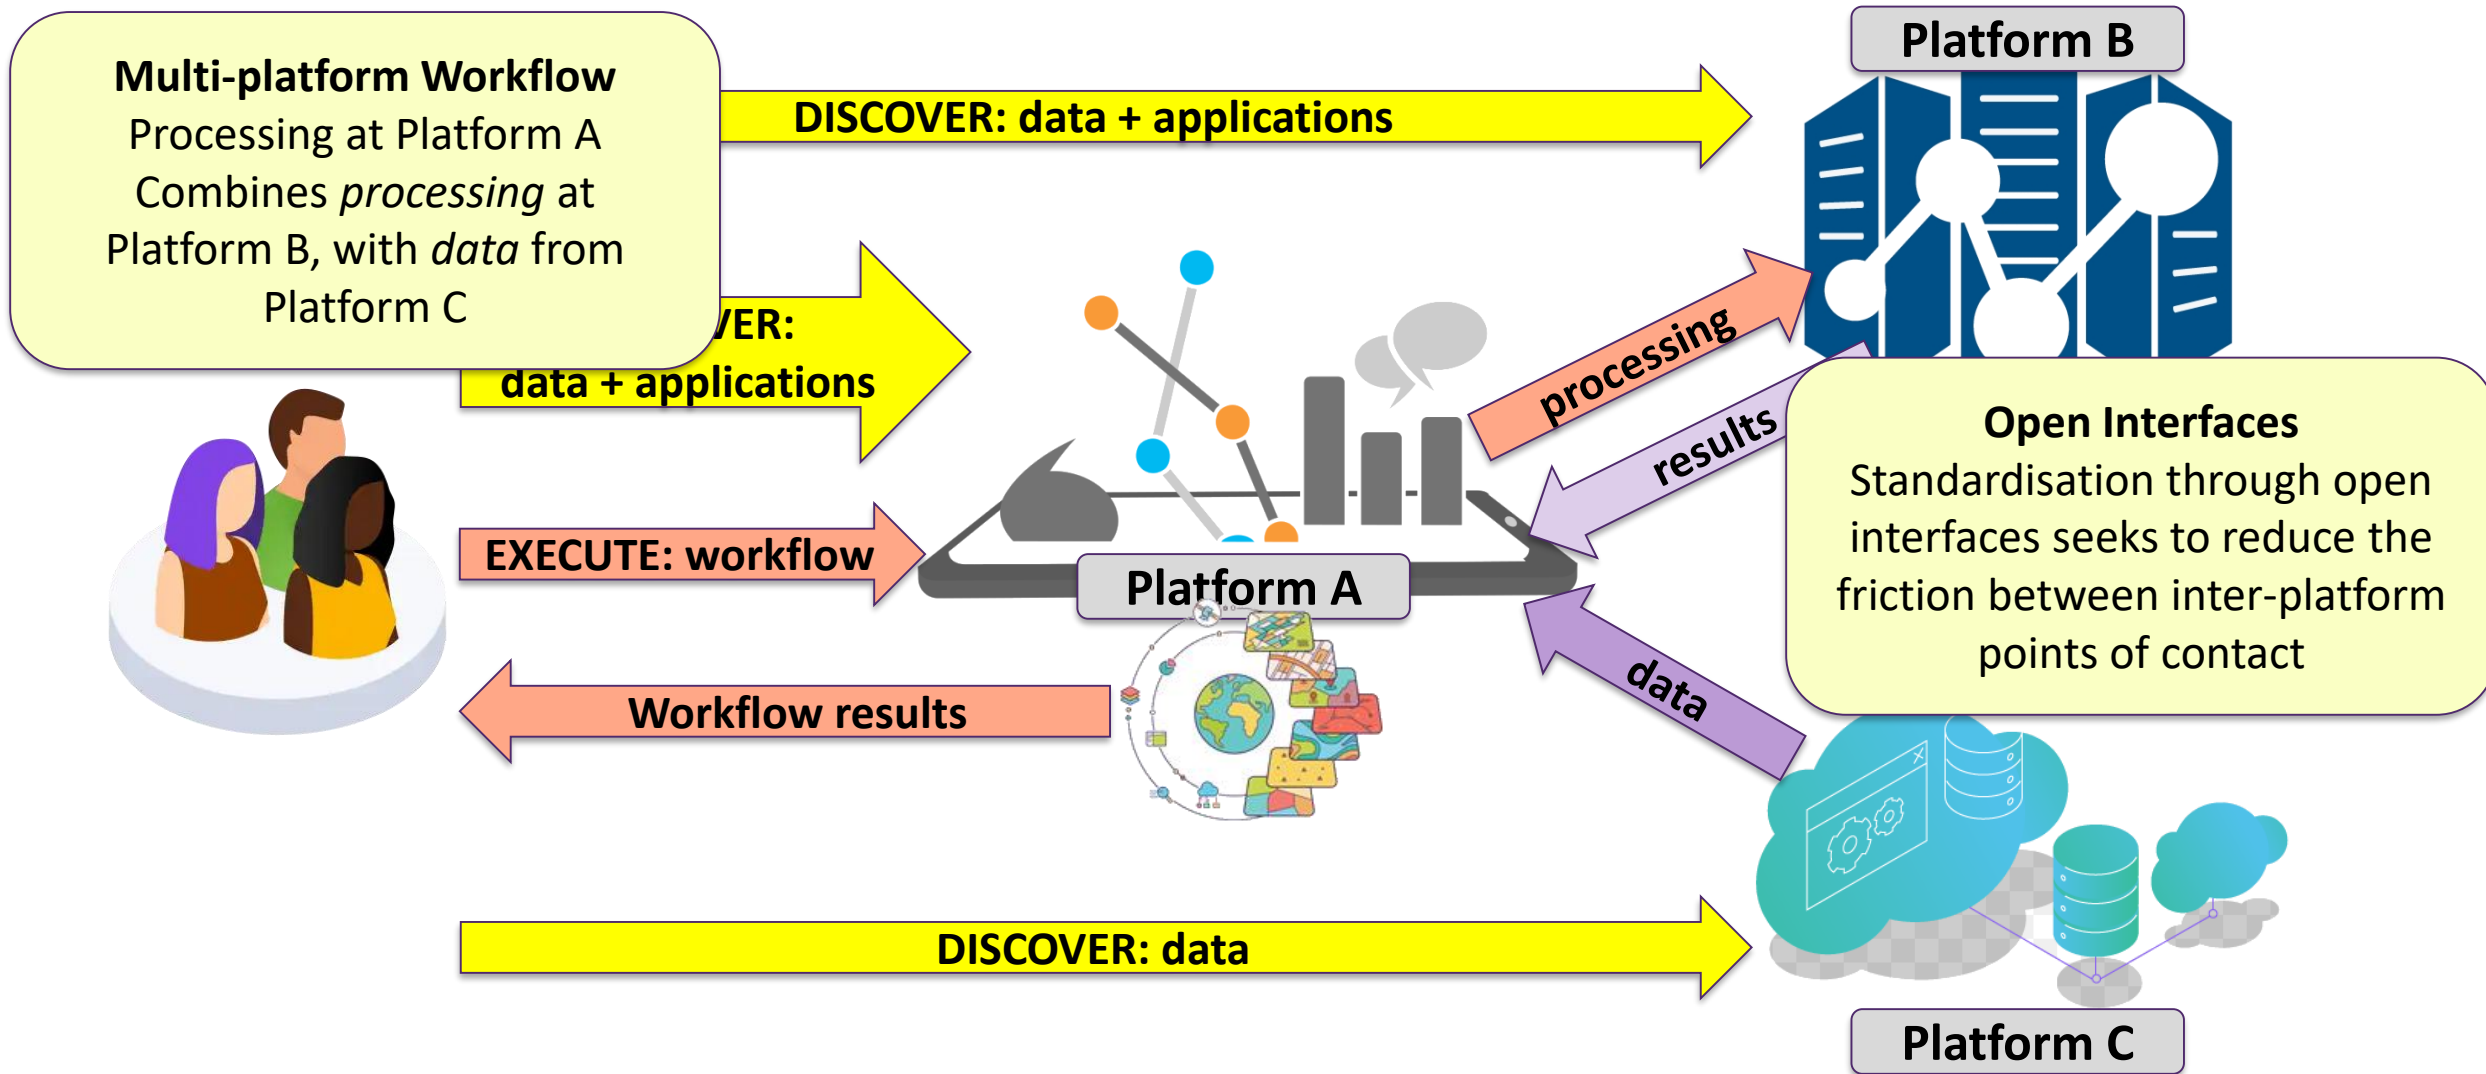 Multi-platform Workflow
Processing at Platform A
Combines processing at
Platform B, with data from
Platform C
DISCOVER: data + applications
Platform B
VER:
data + applications
processing
results
Open Interfaces
Standardisation through open
interfaces seeks to reduce the
friction between inter-platform
points of contact
EXECUTE: workflow
Platform A
Workflow results
data
DISCOVER: data
Platform C